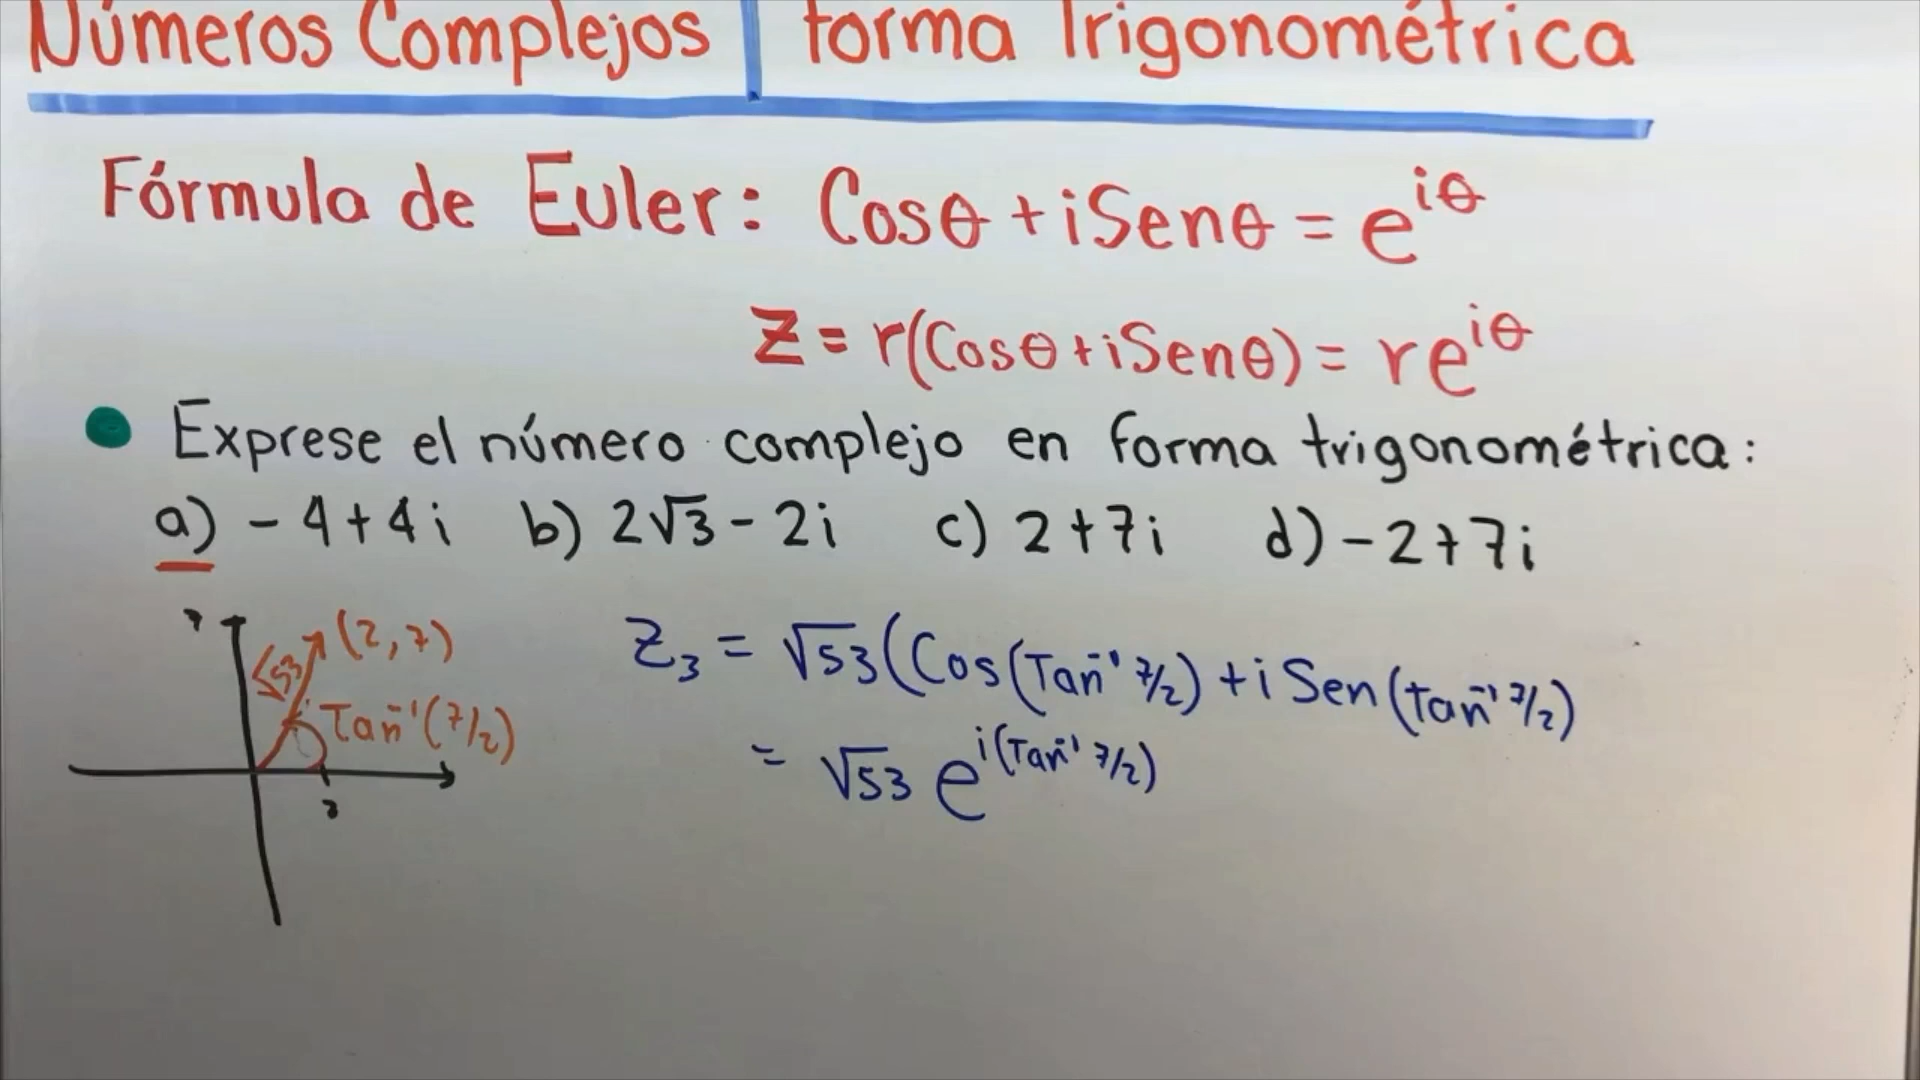 Números Complejos | forma Trigonométrica
Fórmula de Euler: Cosθ + iSenθ = e^{iθ}
Z = r(Cosθ + iSenθ) = re^{iθ}
Exprese el número complejo en forma trigonométrica:
a) -4+4i b) 2√3 - 2i c) 2+7i d) -2+7i
7
√53
(2,7)
Tan⁻¹(7/2)
2
Z₃ = √53(Cos(Tan⁻¹ 7/2) + i Sen(Tan⁻¹ 7/2)
= √53 e^{i(Tan⁻¹ 7/2)}